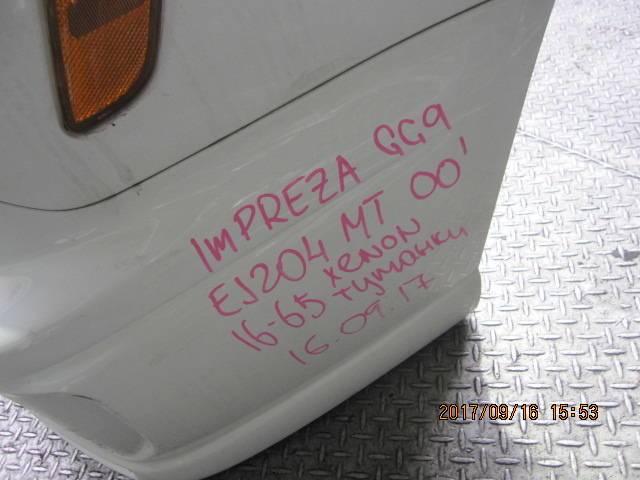 IMPREZA GG9
EJ204 MT 00'
16-65 XENON
туманки
16.09.17
2017/09/16 15:53